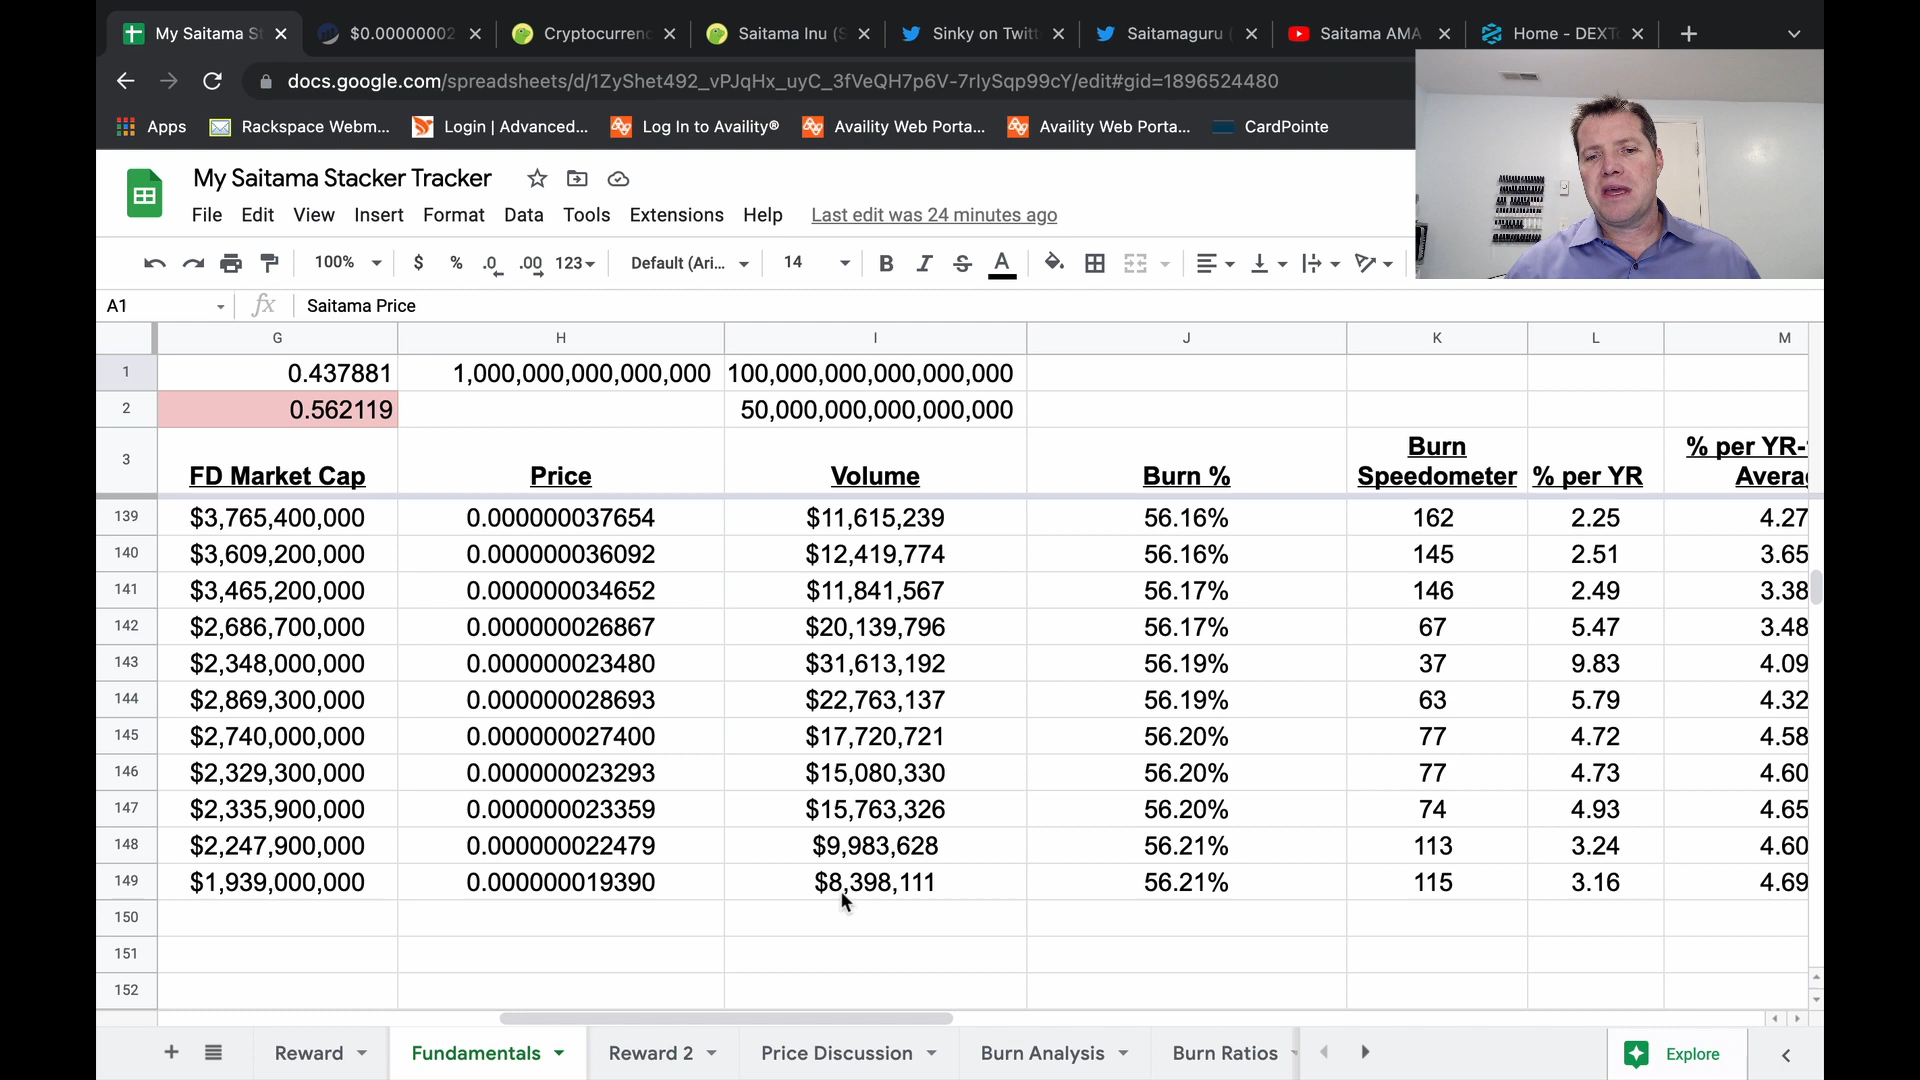 My Saitama S
$0.00000002
Cryptocurren
Saitama Inu (S
Sinky on Twitt
Saitamaguru (
Saitama AMA
Home - DEXT
docs.google.com/spreadsheets/d/1ZyShet492_vPJqHx_uyC_3fVeQH7p6V-7rIySqp99cY/edit#gid=1896524480
Apps
Rackspace Webm...
Login | Advanced...
Log In to Availity®
Availity Web Porta...
Availity Web Porta...
CardPointe
My Saitama Stacker Tracker
File Edit View Insert Format Data Tools Extensions Help Last edit was 24 minutes ago
100% $ % .0 .00 123 Default (Ari... 14 B I S A
A1 fx Saitama Price
G H I J K L M
1 0.437881 1,000,000,000,000,000 100,000,000,000,000,000
2 0.562119 50,000,000,000,000,000
3 FD Market Cap Price Volume Burn % Burn Speedometer % per YR % per YR- Avera
139 $3,765,400,000 0.000000037654 $11,615,239 56.16% 162 2.25 4.27
140 $3,609,200,000 0.000000036092 $12,419,774 56.16% 145 2.51 3.65
141 $3,465,200,000 0.000000034652 $11,841,567 56.17% 146 2.49 3.38
142 $2,686,700,000 0.000000026867 $20,139,796 56.17% 67 5.47 3.48
143 $2,348,000,000 0.000000023480 $31,613,192 56.19% 37 9.83 4.09
144 $2,869,300,000 0.000000028693 $22,763,137 56.19% 63 5.79 4.32
145 $2,740,000,000 0.000000027400 $17,720,721 56.20% 77 4.72 4.58
146 $2,329,300,000 0.000000023293 $15,080,330 56.20% 77 4.73 4.60
147 $2,335,900,000 0.000000023359 $15,763,326 56.20% 74 4.93 4.65
148 $2,247,900,000 0.000000022479 $9,983,628 56.21% 113 3.24 4.60
149 $1,939,000,000 0.000000019390 $8,398,111 56.21% 115 3.16 4.69
150
151
152
Reward Fundamentals Reward 2 Price Discussion Burn Analysis Burn Ratios Explore